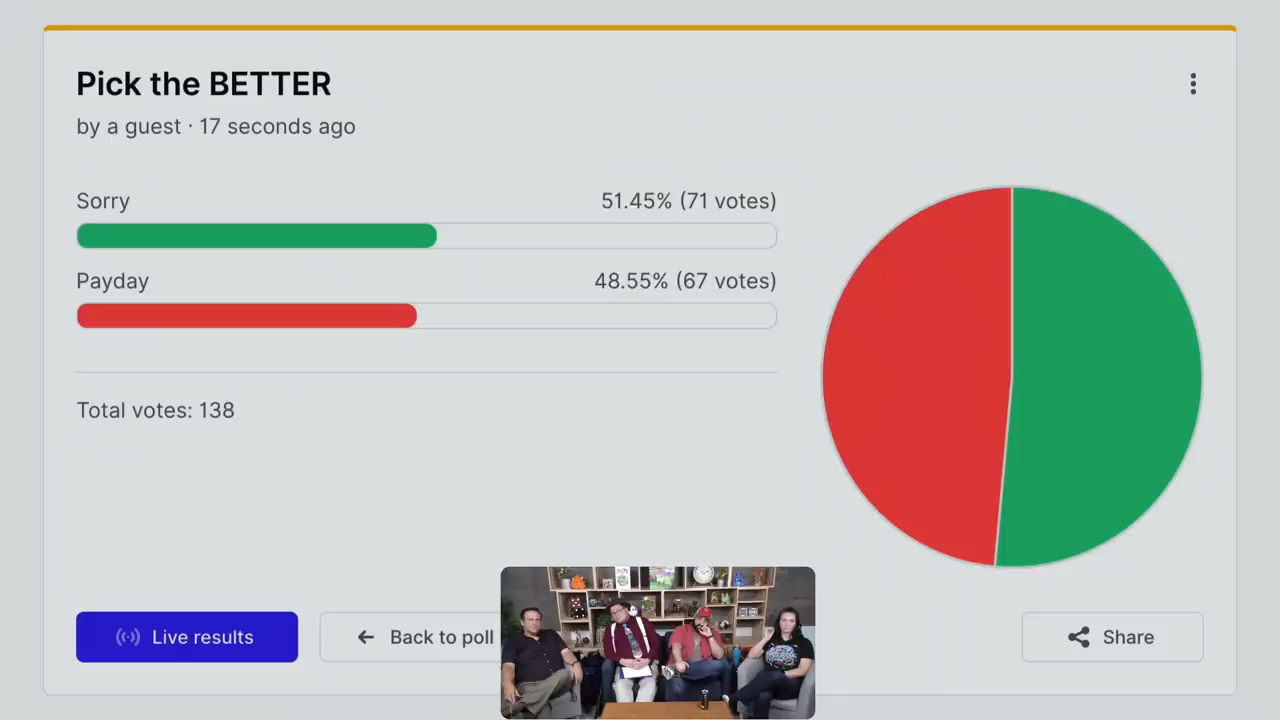 Pick the BETTER
by a guest · 17 seconds ago
Sorry 51.45% (71 votes)
Payday 48.55% (67 votes)
Total votes: 138
Live results
Back to poll
Share